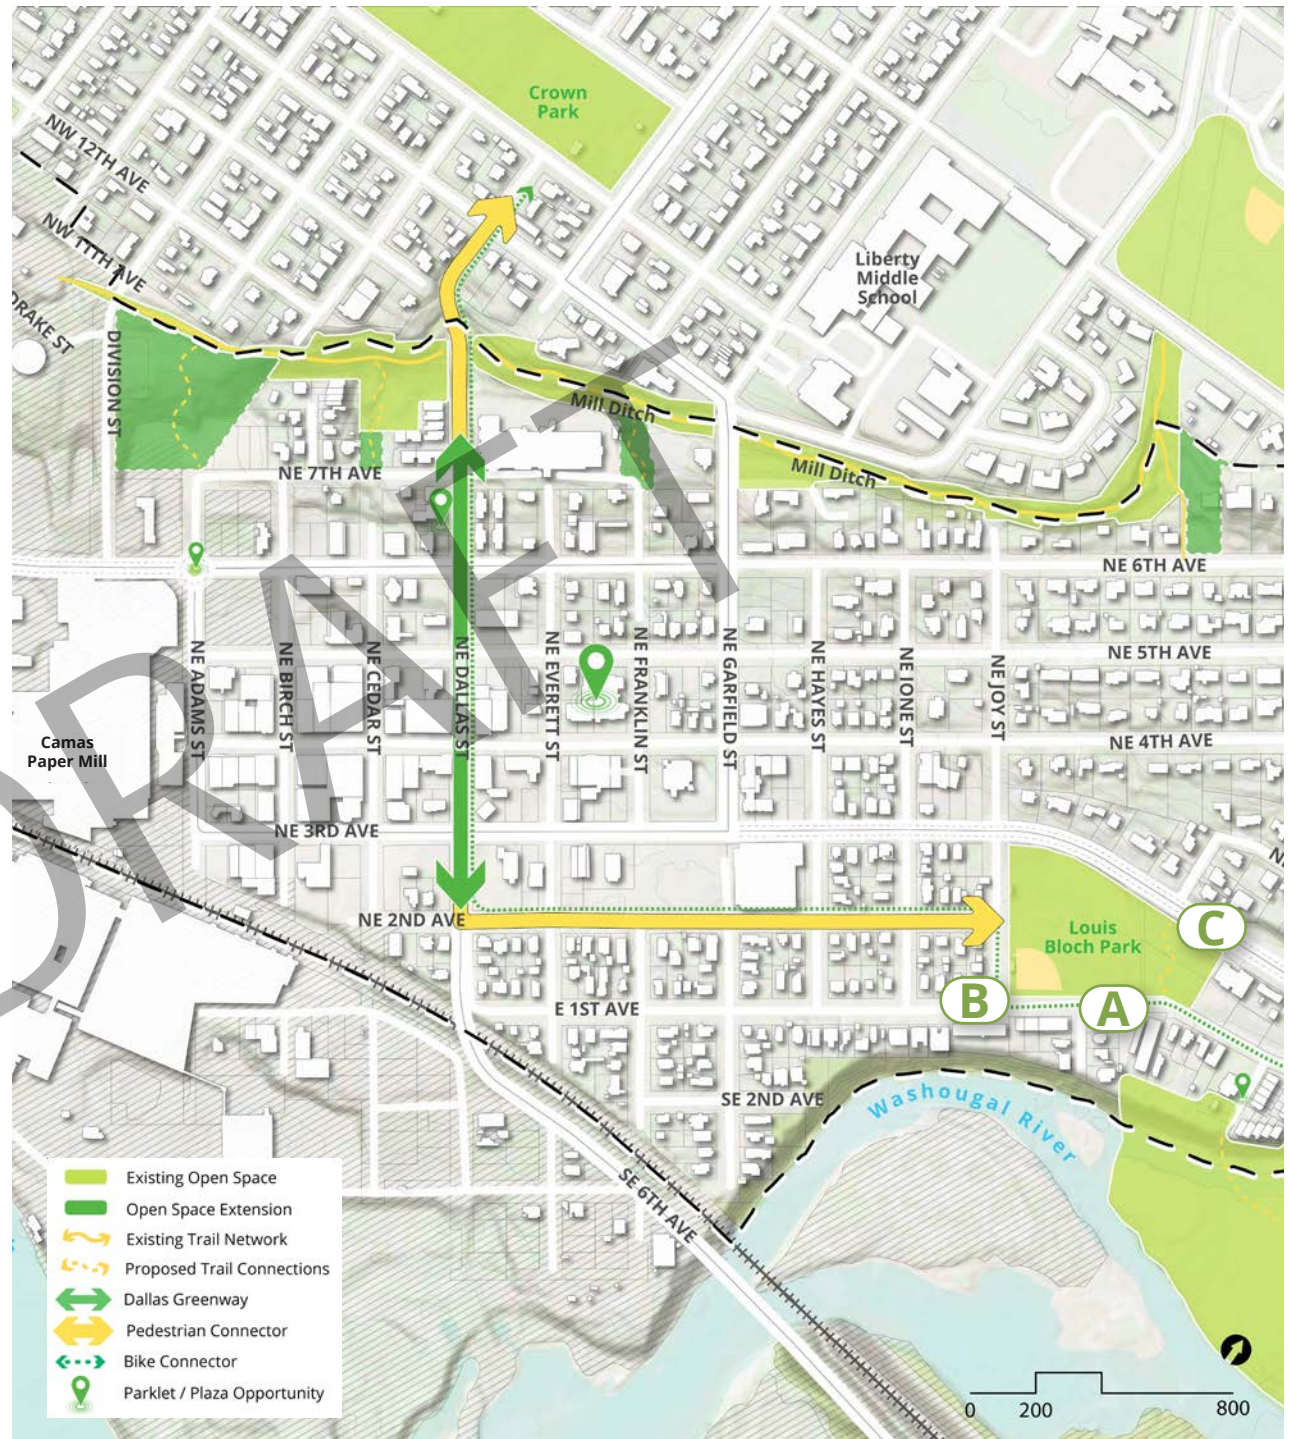 Crown
Park
NW 12TH AVE
NW 11TH AVE
DRAKE ST
DIVISION ST
Liberty
Middle
School
Mill Ditch
Mill Ditch
NE 7TH AVE
NE 6TH AVE
NE 5TH AVE
NE 4TH AVE
NE ADAMS ST
NE BIRCH ST
NE CEDAR ST
NE DALLAS ST
NE EVERETT ST
NE FRANKLIN ST
NE GARFIELD ST
NE HAYES ST
NE IONE ST
NE JOY ST
Camas
Paper Mill
NE 3RD AVE
NE 2ND AVE
Louis
Bloch Park
C
B
A
E 1ST AVE
SE 2ND AVE
Washougal River
SE 6TH AVE
DRAFT
Existing Open Space
Open Space Extension
Existing Trail Network
Proposed Trail Connections
Dallas Greenway
Pedestrian Connector
Bike Connector
Parklet / Plaza Opportunity
0 200 800